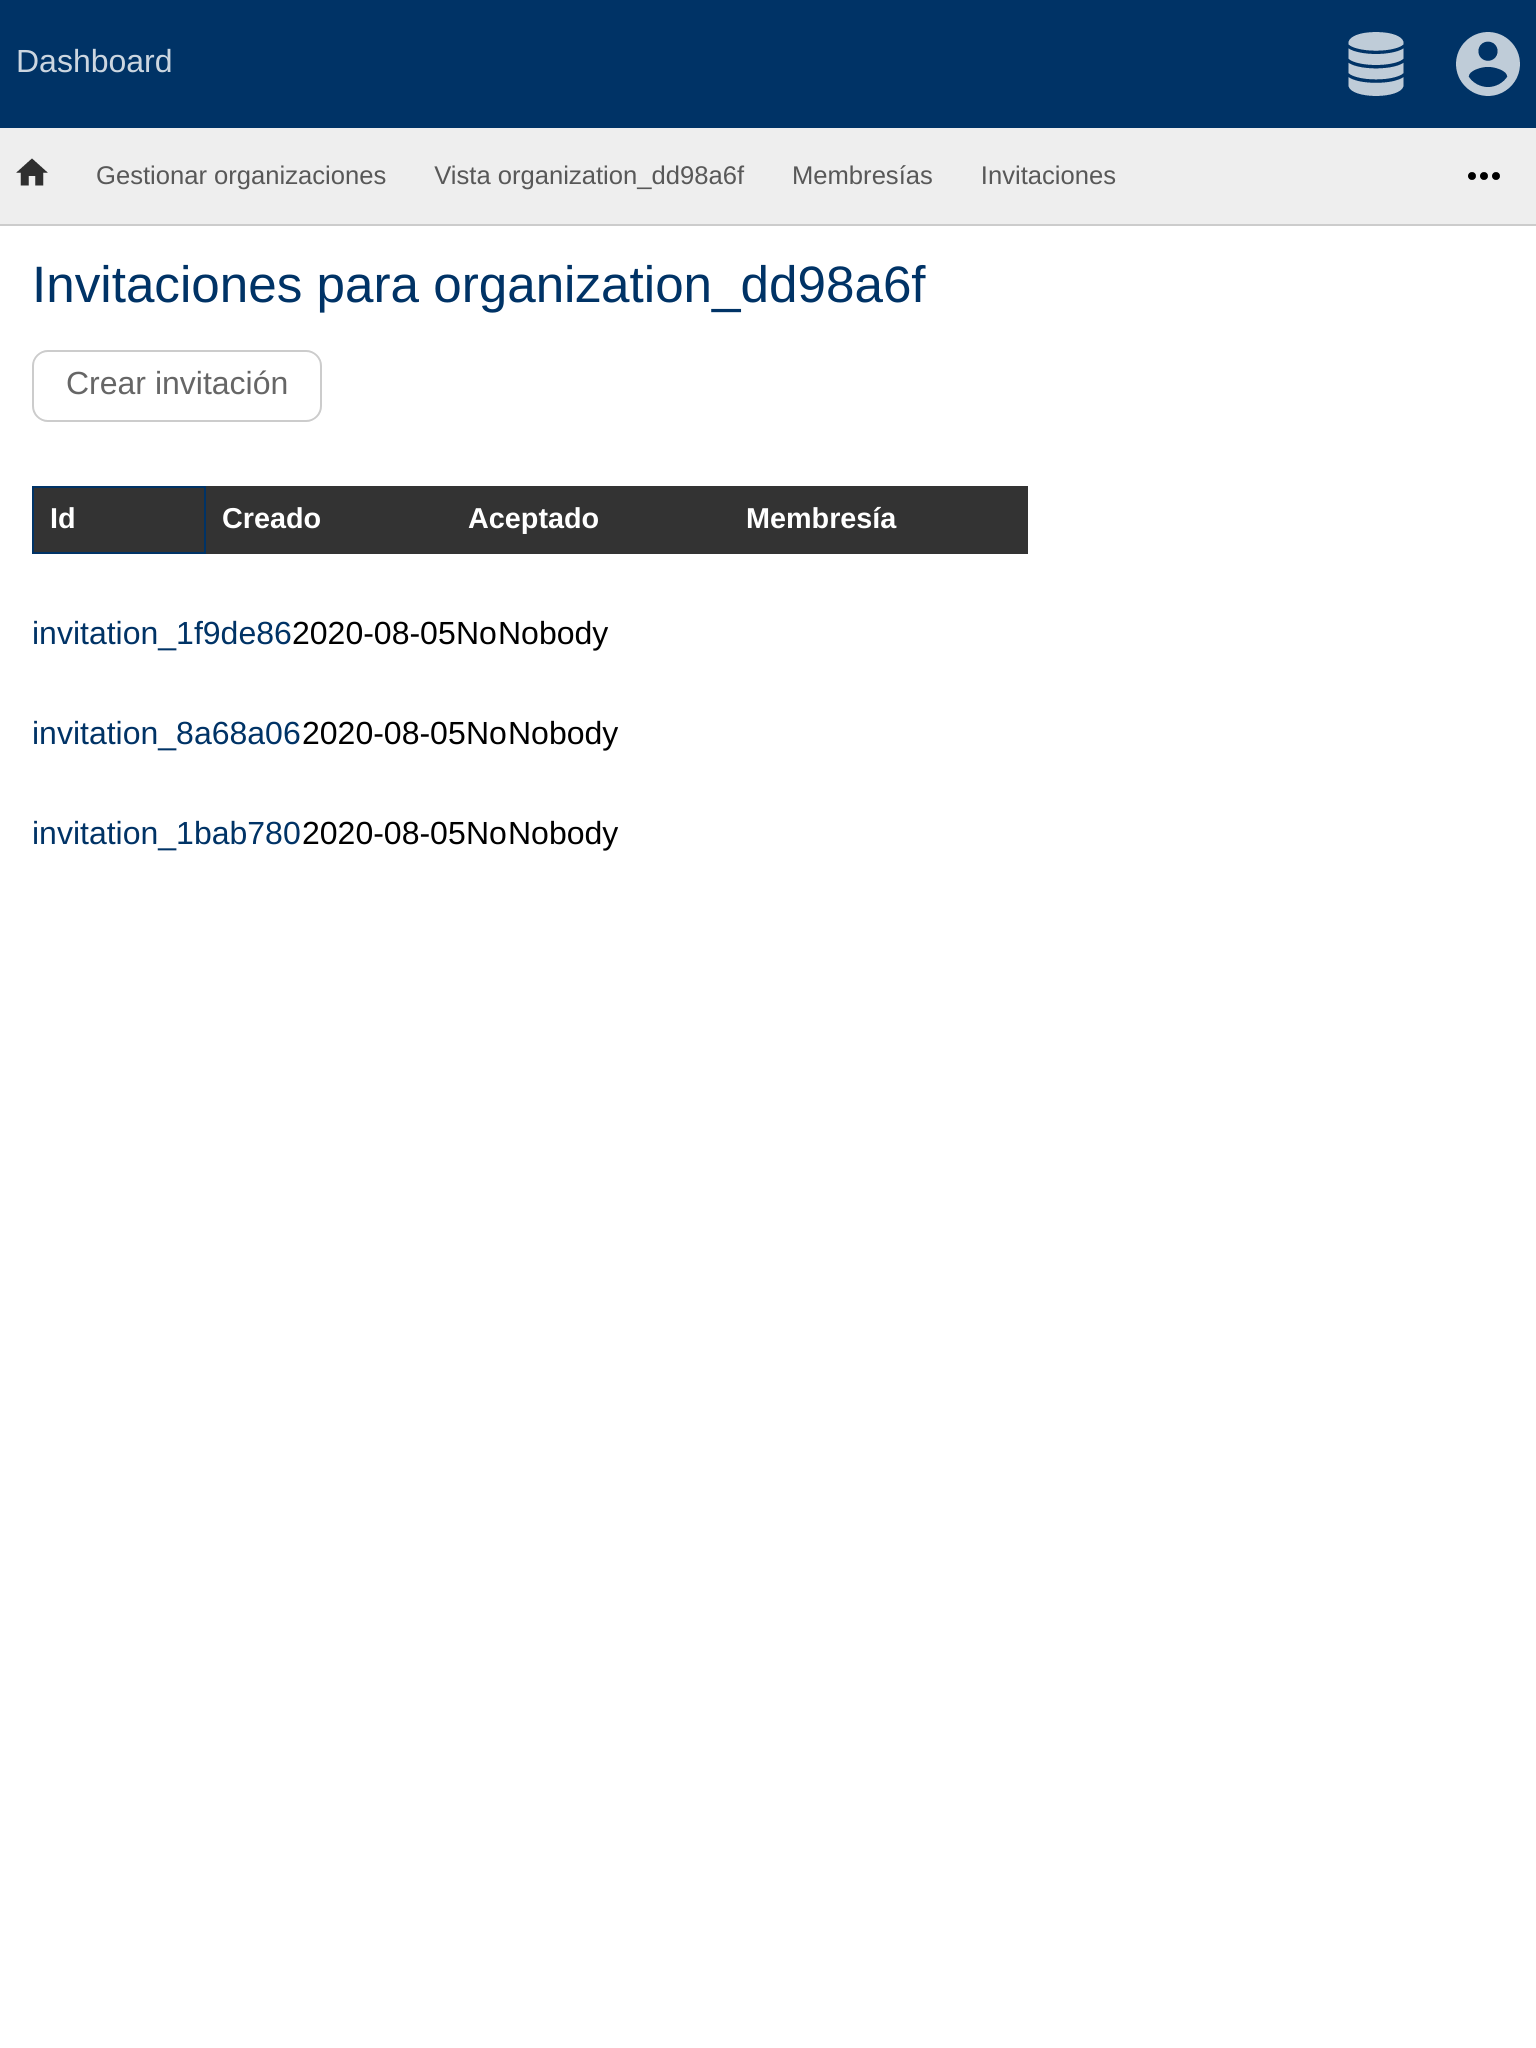 Dashboard
Gestionar organizaciones Vista organization_dd98a6f Membresías Invitaciones
Invitaciones para organization_dd98a6f
Crear invitación
Id Creado Aceptado Membresía
invitation_1f9de862020-08-05NoNobody
invitation_8a68a062020-08-05NoNobody
invitation_1bab7802020-08-05NoNobody